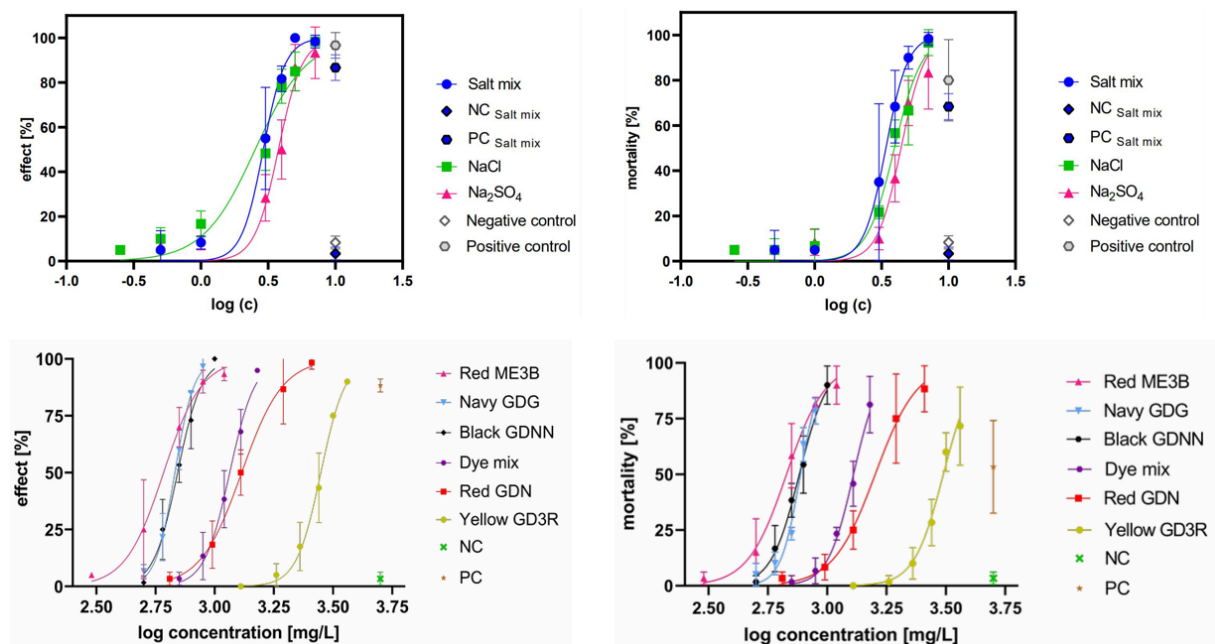 effect [%]
100
80
60
40
20
0
-1.0 -0.5 0.0 0.5 1.0 1.5
log (c)
Salt mix
NC Salt mix
PC Salt mix
NaCl
Na₂SO₄
Negative control
Positive control
mortality [%]
100
80
60
40
20
0
-1.0 -0.5 0.0 0.5 1.0 1.5
log (c)
Salt mix
NC Salt mix
PC Salt mix
NaCl
Na₂SO₄
Negative control
Positive control
effect [%]
100
75
50
25
0
2.50 2.75 3.00 3.25 3.50 3.75
log concentration [mg/L]
Red ME3B
Navy GDG
Black GDNN
Dye mix
Red GDN
Yellow GD3R
NC
PC
mortality [%]
100
75
50
25
0
2.50 2.75 3.00 3.25 3.50 3.75
log concentration [mg/L]
Red ME3B
Navy GDG
Black GDNN
Dye mix
Red GDN
Yellow GD3R
NC
PC